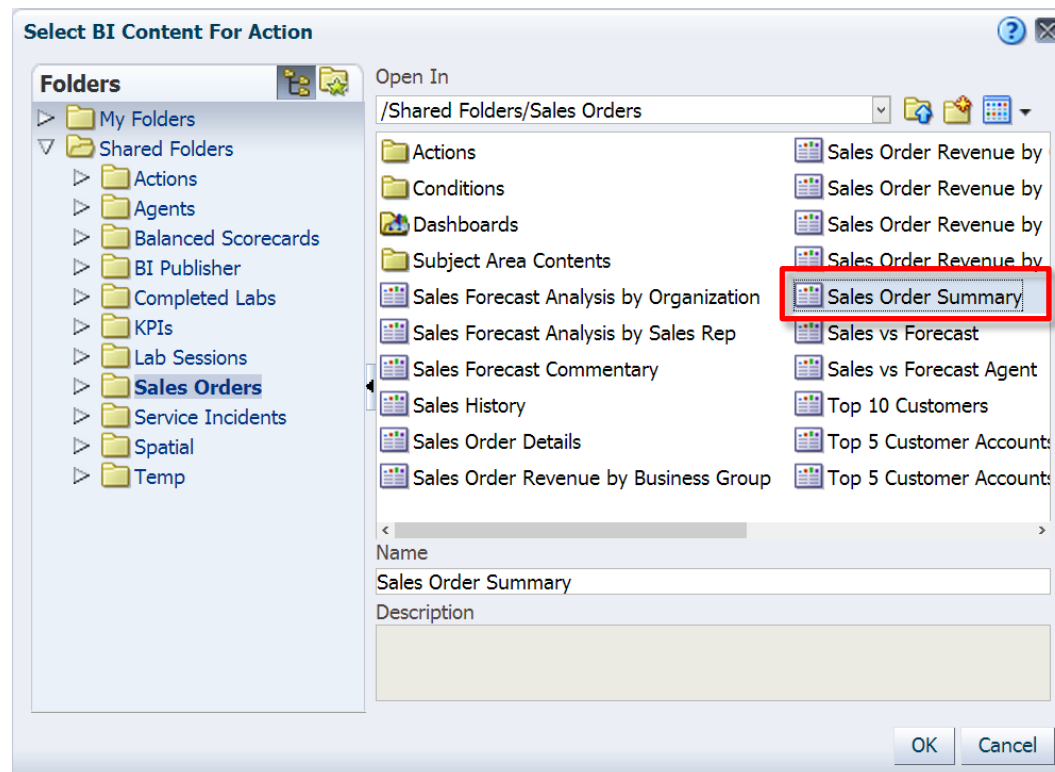 Select BI Content For Action
Folders
My Folders
Shared Folders
Actions
Agents
Balanced Scorecards
BI Publisher
Completed Labs
KPIs
Lab Sessions
Sales Orders
Service Incidents
Spatial
Temp
Open In
/Shared Folders/Sales Orders
Actions
Conditions
Dashboards
Subject Area Contents
Sales Forecast Analysis by Organization
Sales Forecast Analysis by Sales Rep
Sales Forecast Commentary
Sales History
Sales Order Details
Sales Order Revenue by Business Group
Sales Order Revenue by
Sales Order Revenue by
Sales Order Revenue by
Sales Order Revenue by
Sales Order Summary
Sales vs Forecast
Sales vs Forecast Agent
Top 10 Customers
Top 5 Customer Accounts
Top 5 Customer Accounts
Name
Sales Order Summary
Description
OK Cancel